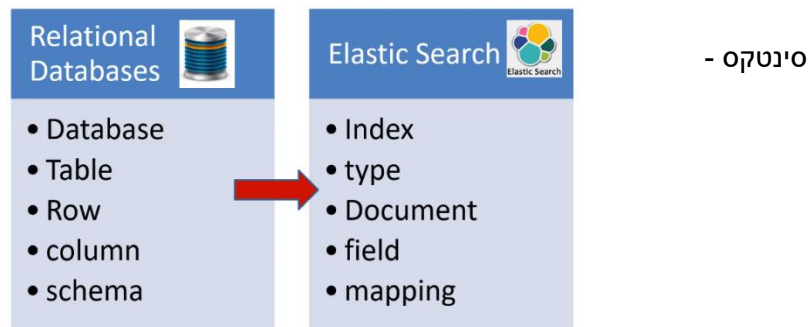 סינטקס -
Relational
Databases
• Database
• Table
• Row
• column
• schema
Elastic Search
Elastic Search
• Index
• type
• Document
• field
• mapping